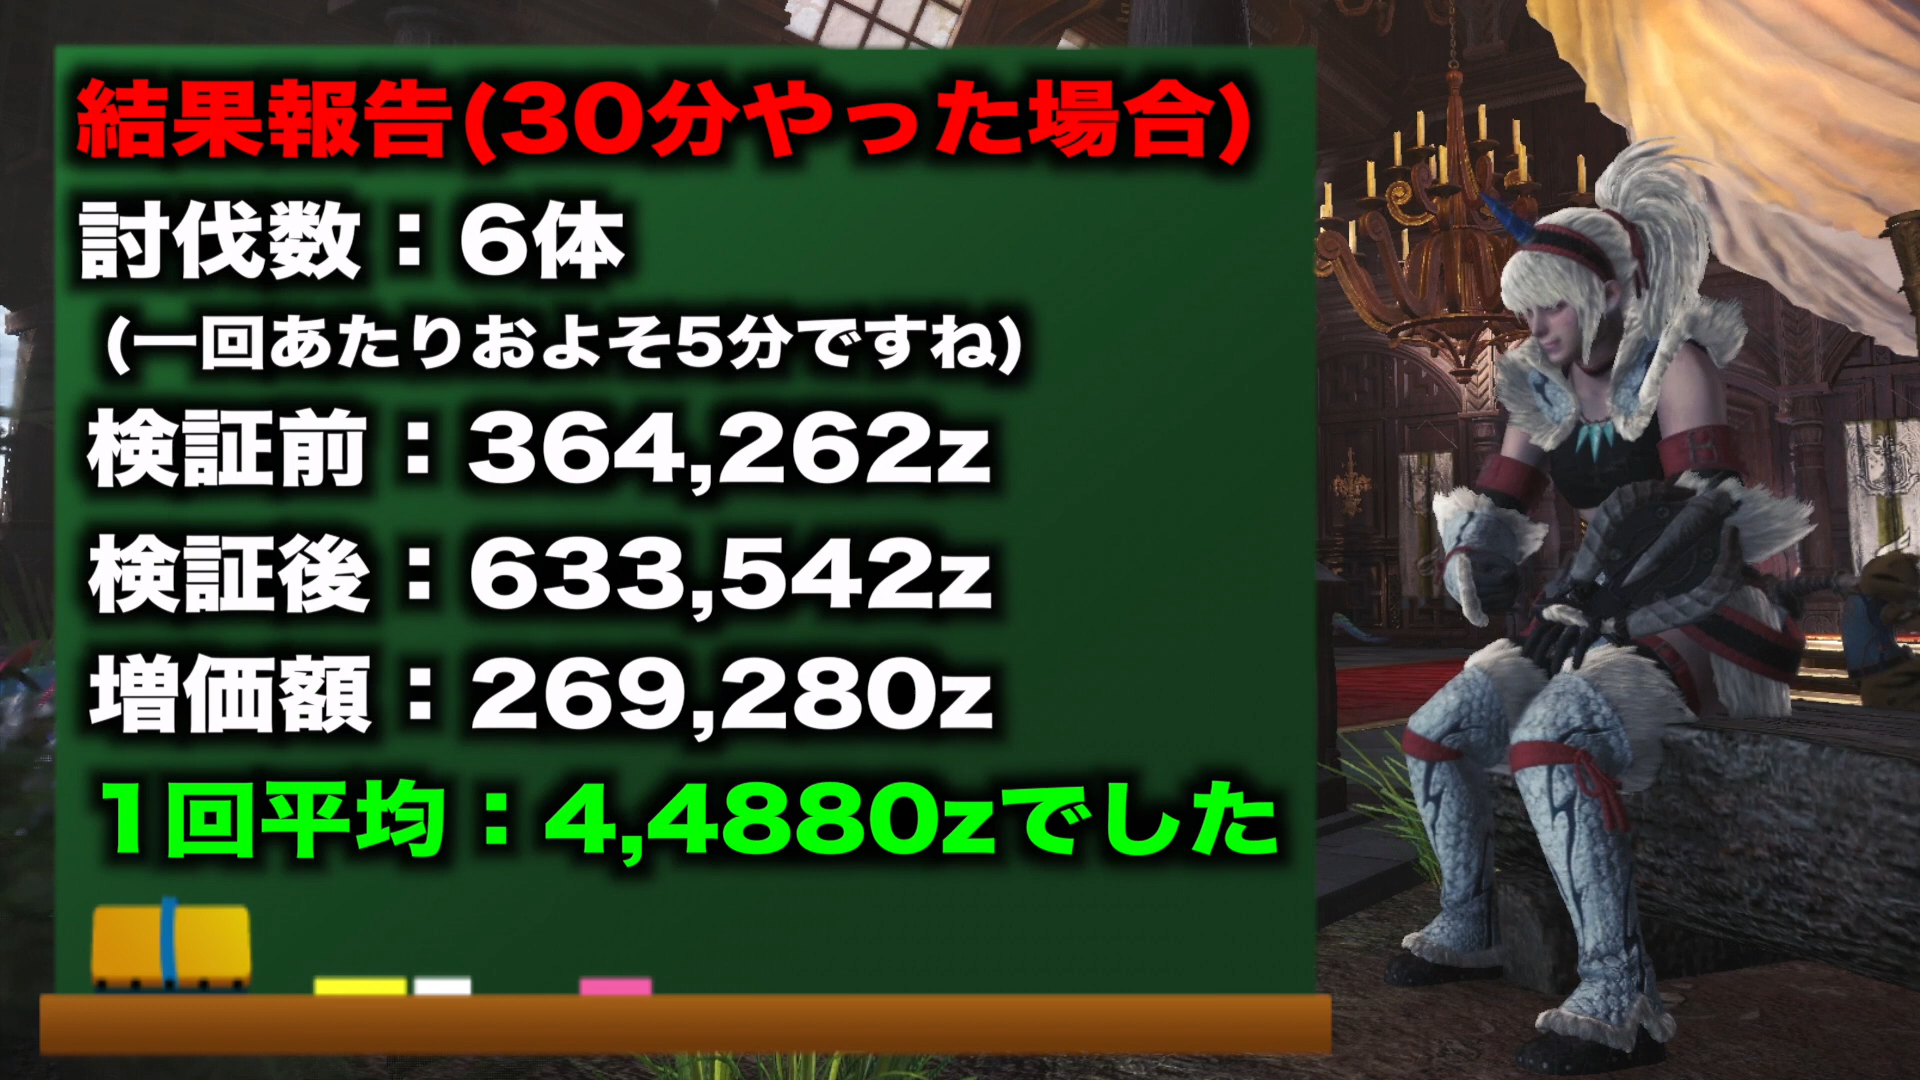 結果報告(30分やった場合)
討伐数：6体
(一回あたりおよそ5分ですね)
検証前：364,262z
検証後：633,542z
増価額：269,280z
1回平均：4,4880zでした